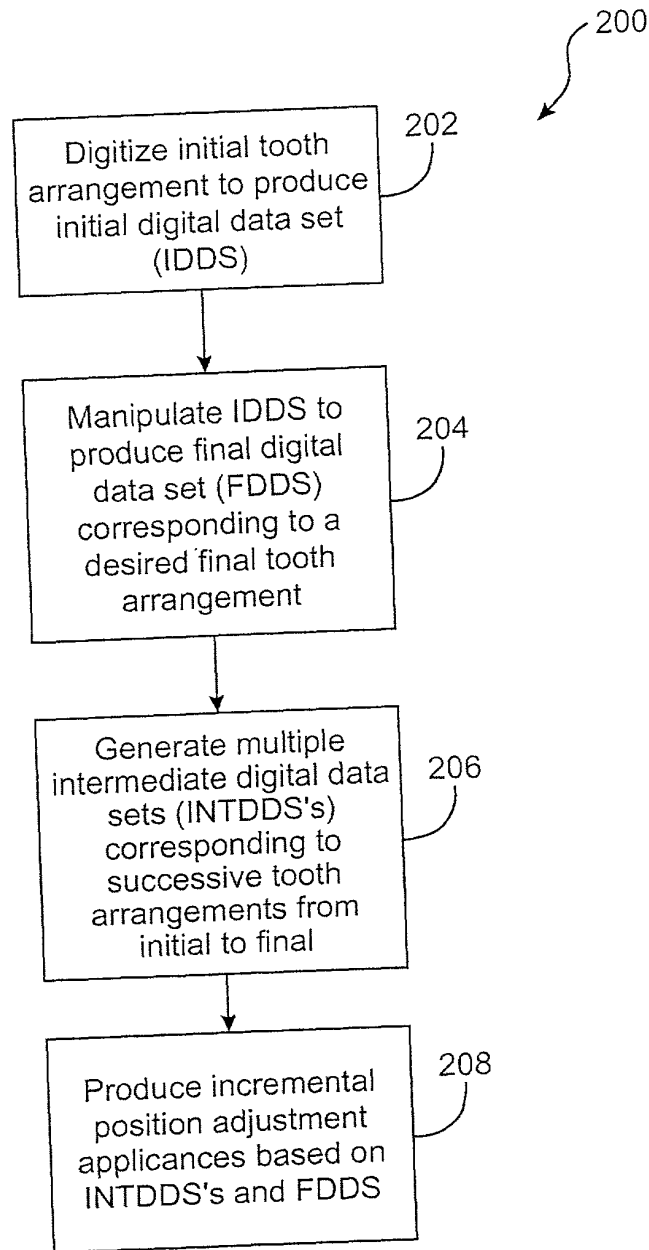 200
202
Digitize initial tooth
arrangement to produce
initial digital data set
(IDDS)
204
Manipulate IDDS to
produce final digital
data set (FDDS)
corresponding to a
desired final tooth
arrangement
206
Generate multiple
intermediate digital data
sets (INTDDS's)
corresponding to
successive tooth
arrangements from
initial to final
208
Produce incremental
position adjustment
applicances based on
INTDDS's and FDDS